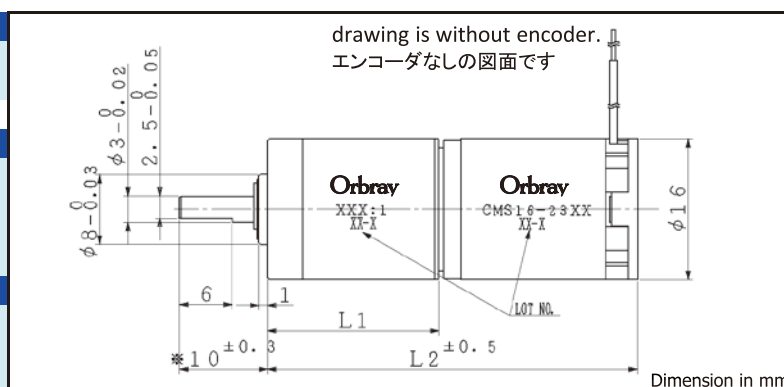 drawing is without encoder.
エンコーダなしの図面です
φ3-0.02 0
2.5-0.05 0
φ8-0.03 0
Orbray
XXX:1
XX-X
Orbray
CMS16-23XX
XX-X
φ16
6
1
LOT NO.
L1
※10±0.3
L2±0.5
Dimension in mm